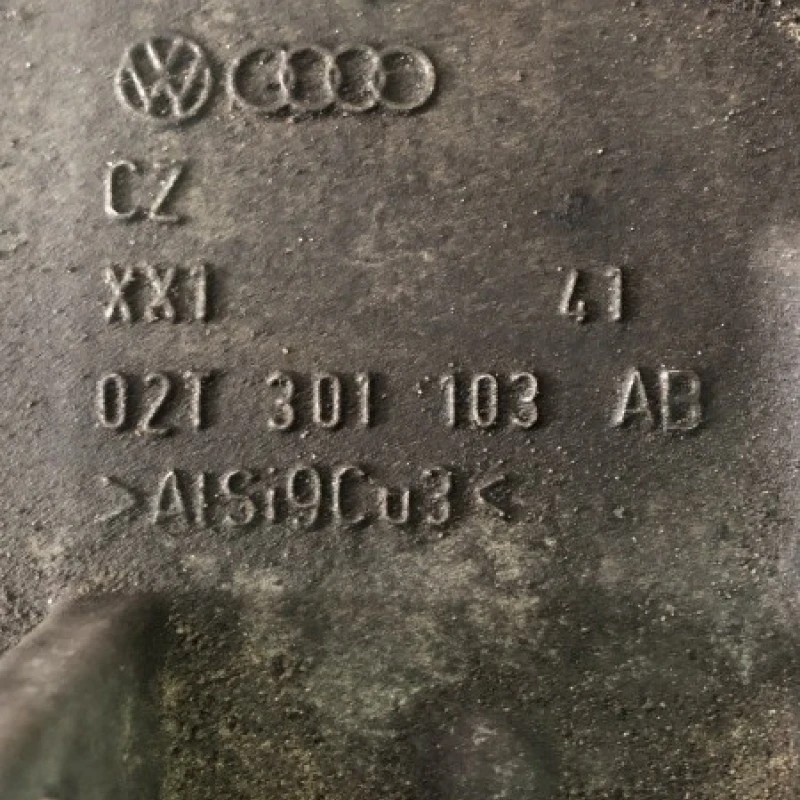 CZ
XX1 41
02T 301 103 AB
>AlSi9Cu3<